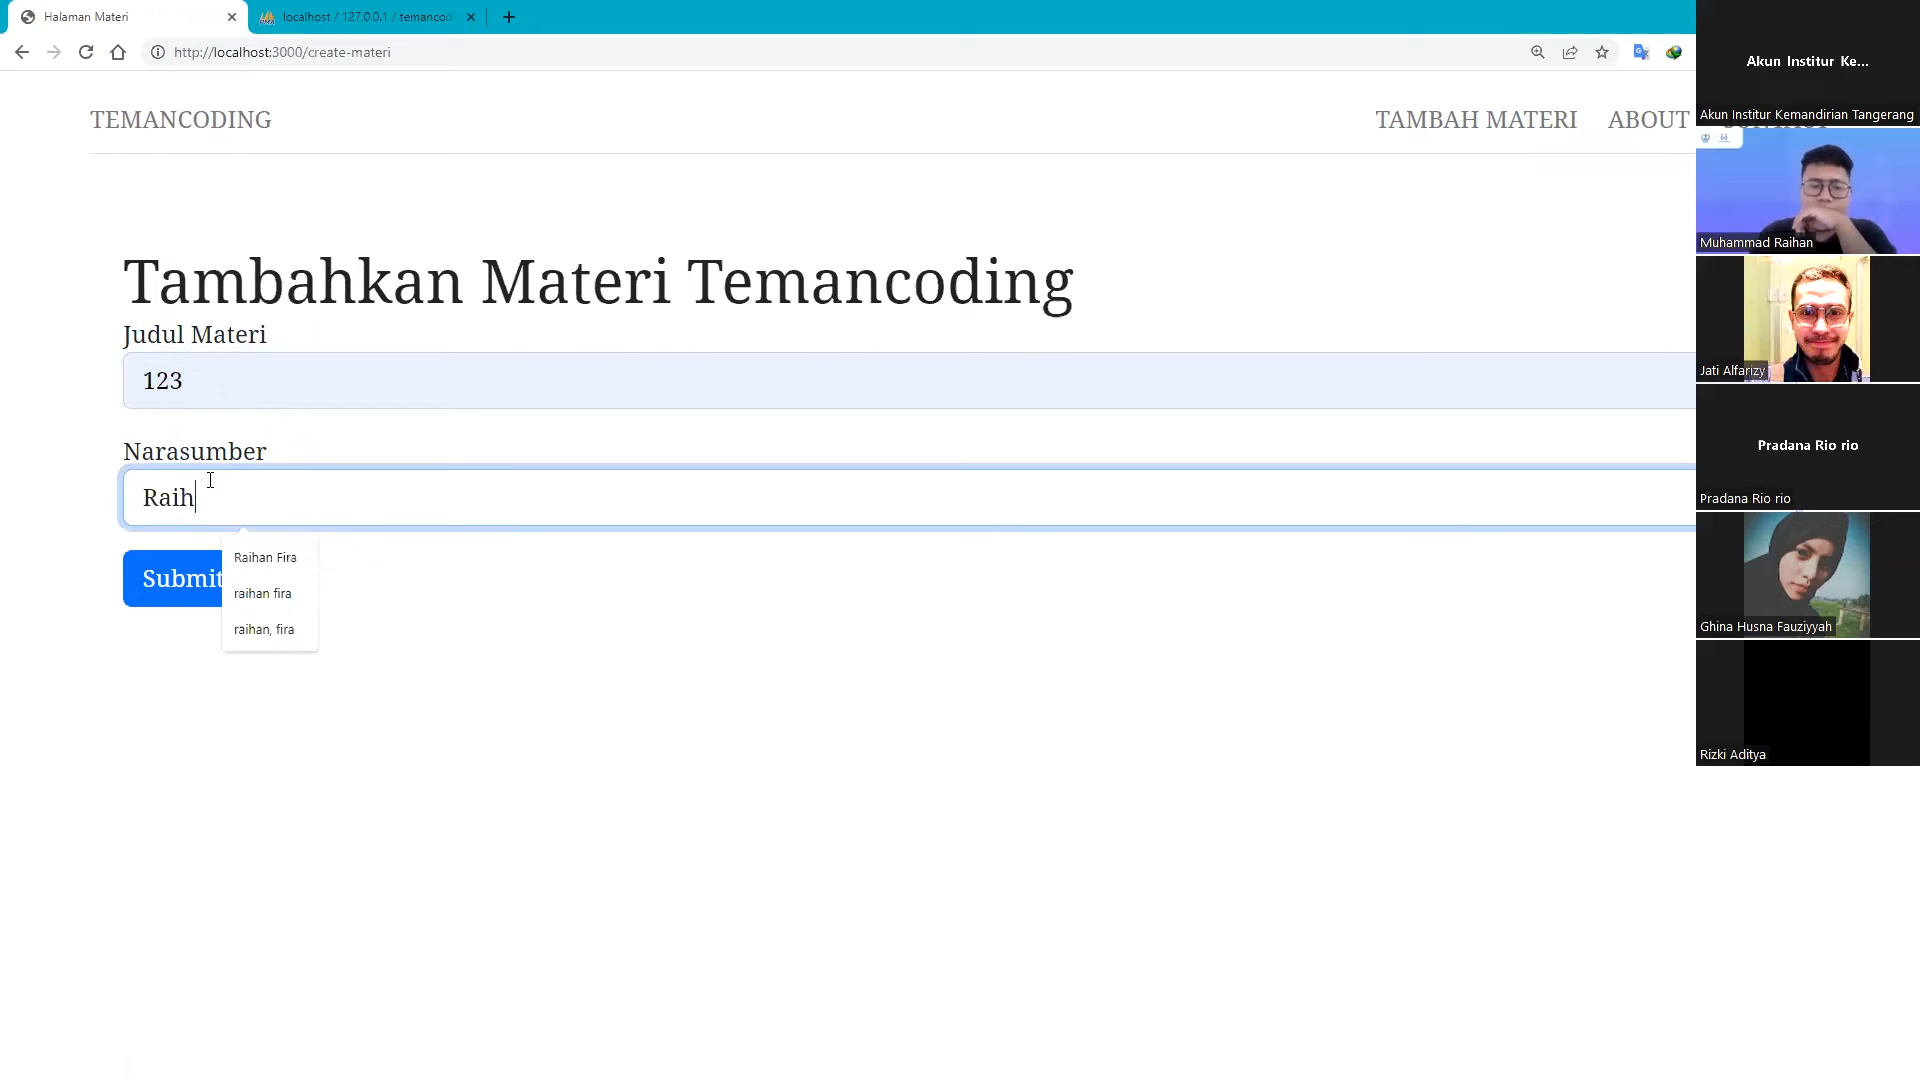 Halaman Materi
localhost / 127.0.0.1 / temancod
http://localhost:3000/create-materi
TEMANCODING
TAMBAH MATERI
ABOUT
Tambahkan Materi Temancoding
Judul Materi
123
Narasumber
Raih
Submit
Raihan Fira
raihan fira
raihan, fira
Akun Institur Ke...
Akun Institur Kemandirian Tangerang
Muhammad Raihan
Jati Alfarizy
Pradana Rio rio
Pradana Rio rio
Ghina Husna Fauziyyah
Rizki Aditya